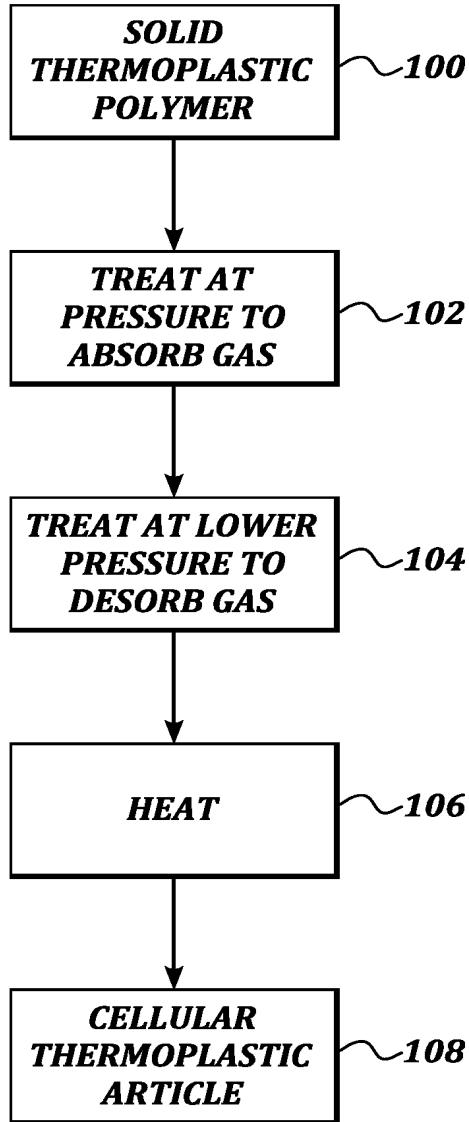 SOLID
THERMOPLASTIC
POLYMER
100
TREAT AT
PRESSURE TO
ABSORB GAS
102
TREAT AT LOWER
PRESSURE TO
DESORB GAS
104
HEAT
106
CELLULAR
THERMOPLASTIC
ARTICLE
108